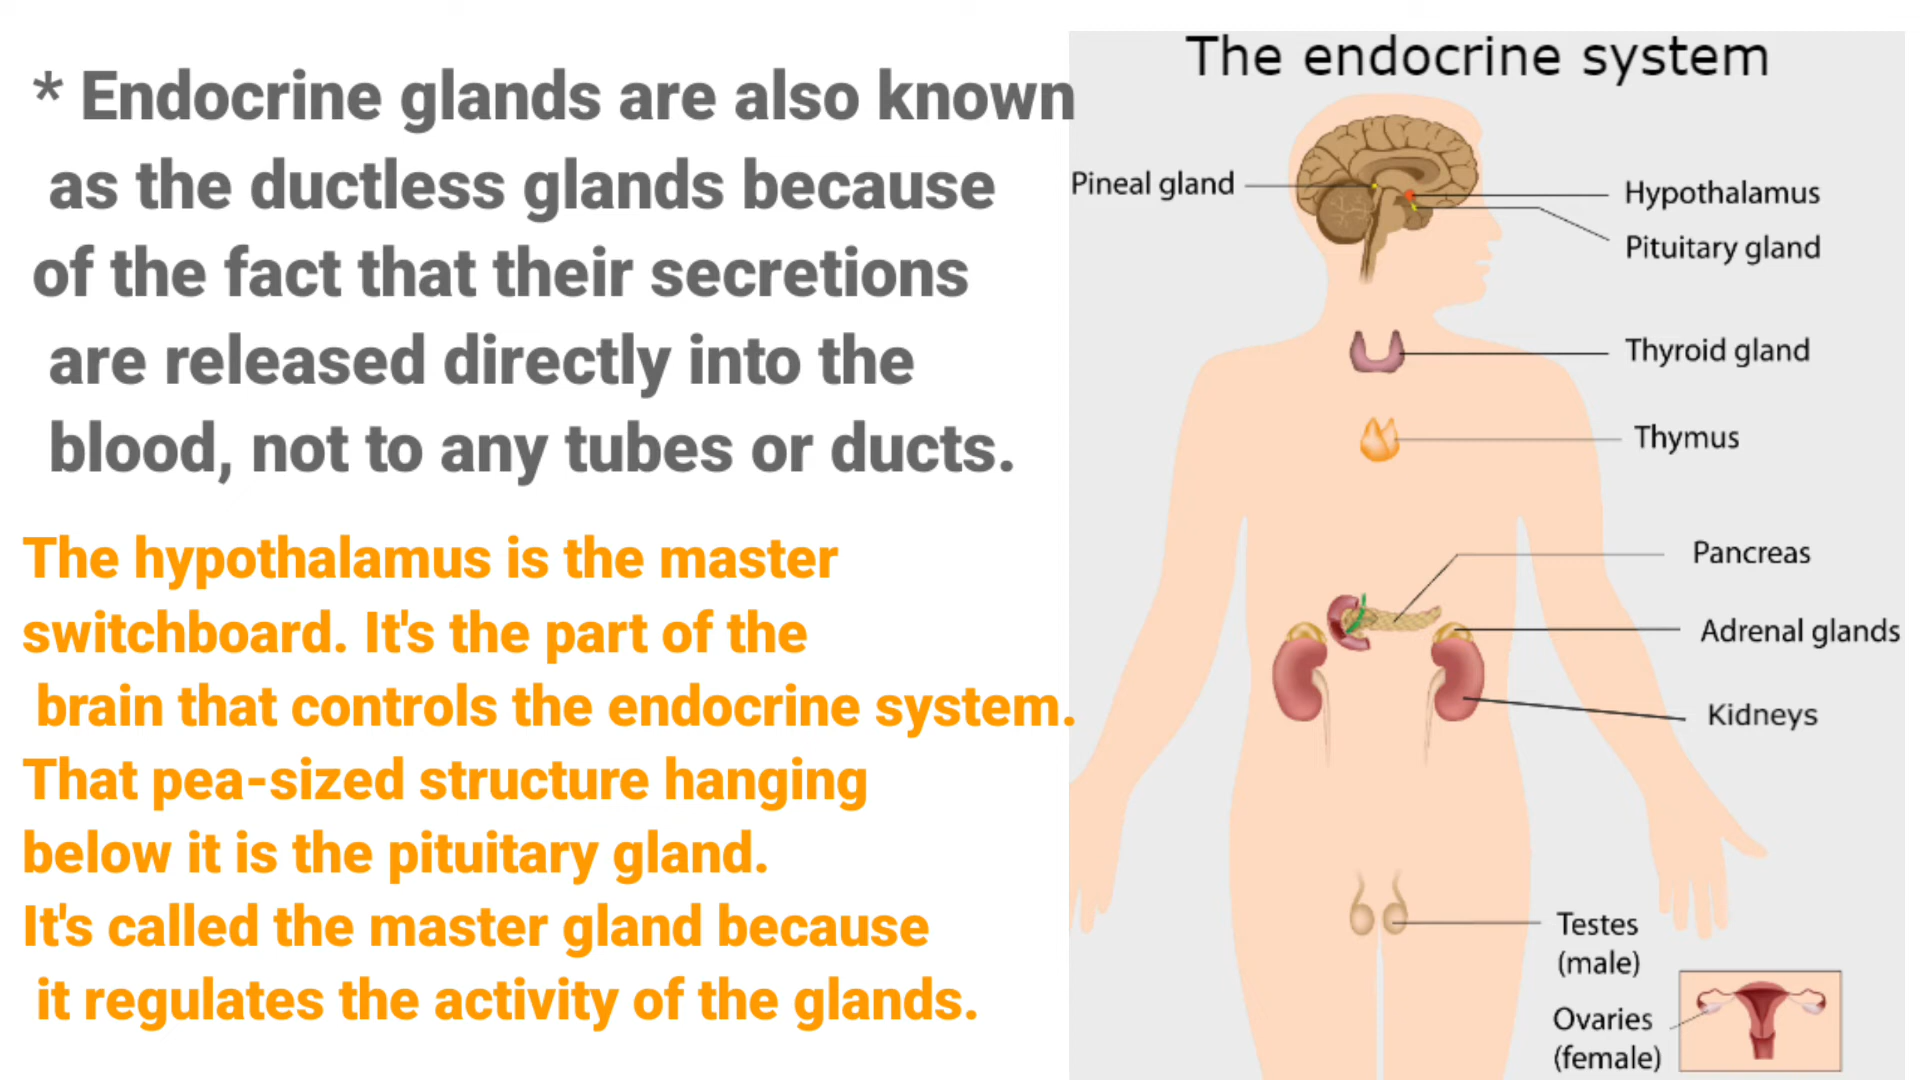 * Endocrine glands are also known
as the ductless glands because
of the fact that their secretions
are released directly into the
blood, not to any tubes or ducts.
The hypothalamus is the master
switchboard. It's the part of the
brain that controls the endocrine system.
That pea-sized structure hanging
below it is the pituitary gland.
It's called the master gland because
it regulates the activity of the glands.
The endocrine system
Pineal gland
Hypothalamus
Pituitary gland
Thyroid gland
Thymus
Pancreas
Adrenal glands
Kidneys
Testes
(male)
Ovaries
(female)